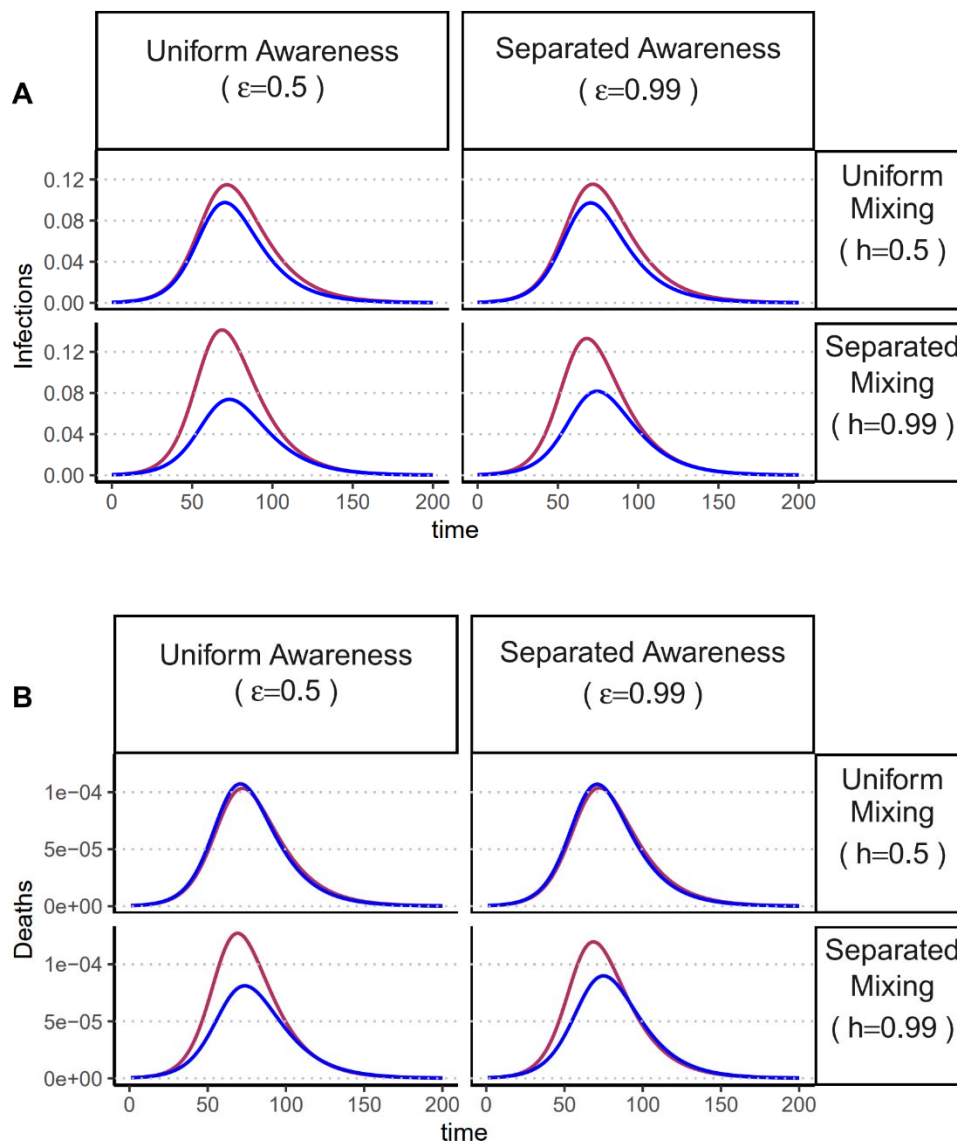 Uniform Awareness
( ε=0.5 )
Separated Awareness
( ε=0.99 )
A
Infections
0.12
0.08
0.04
0.00
Uniform
Mixing
( h=0.5 )
0.12
0.08
0.04
0.00
Separated
Mixing
( h=0.99 )
0 50 100 150 200
0 50 100 150 200
time
Uniform Awareness
( ε=0.5 )
Separated Awareness
( ε=0.99 )
B
Deaths
1e−04
5e−05
0e+00
Uniform
Mixing
( h=0.5 )
1e−04
5e−05
0e+00
Separated
Mixing
( h=0.99 )
0 50 100 150 200
0 50 100 150 200
time